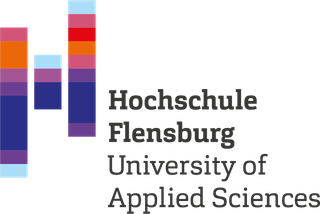 Hochschule
Flensburg
University of
Applied Sciences